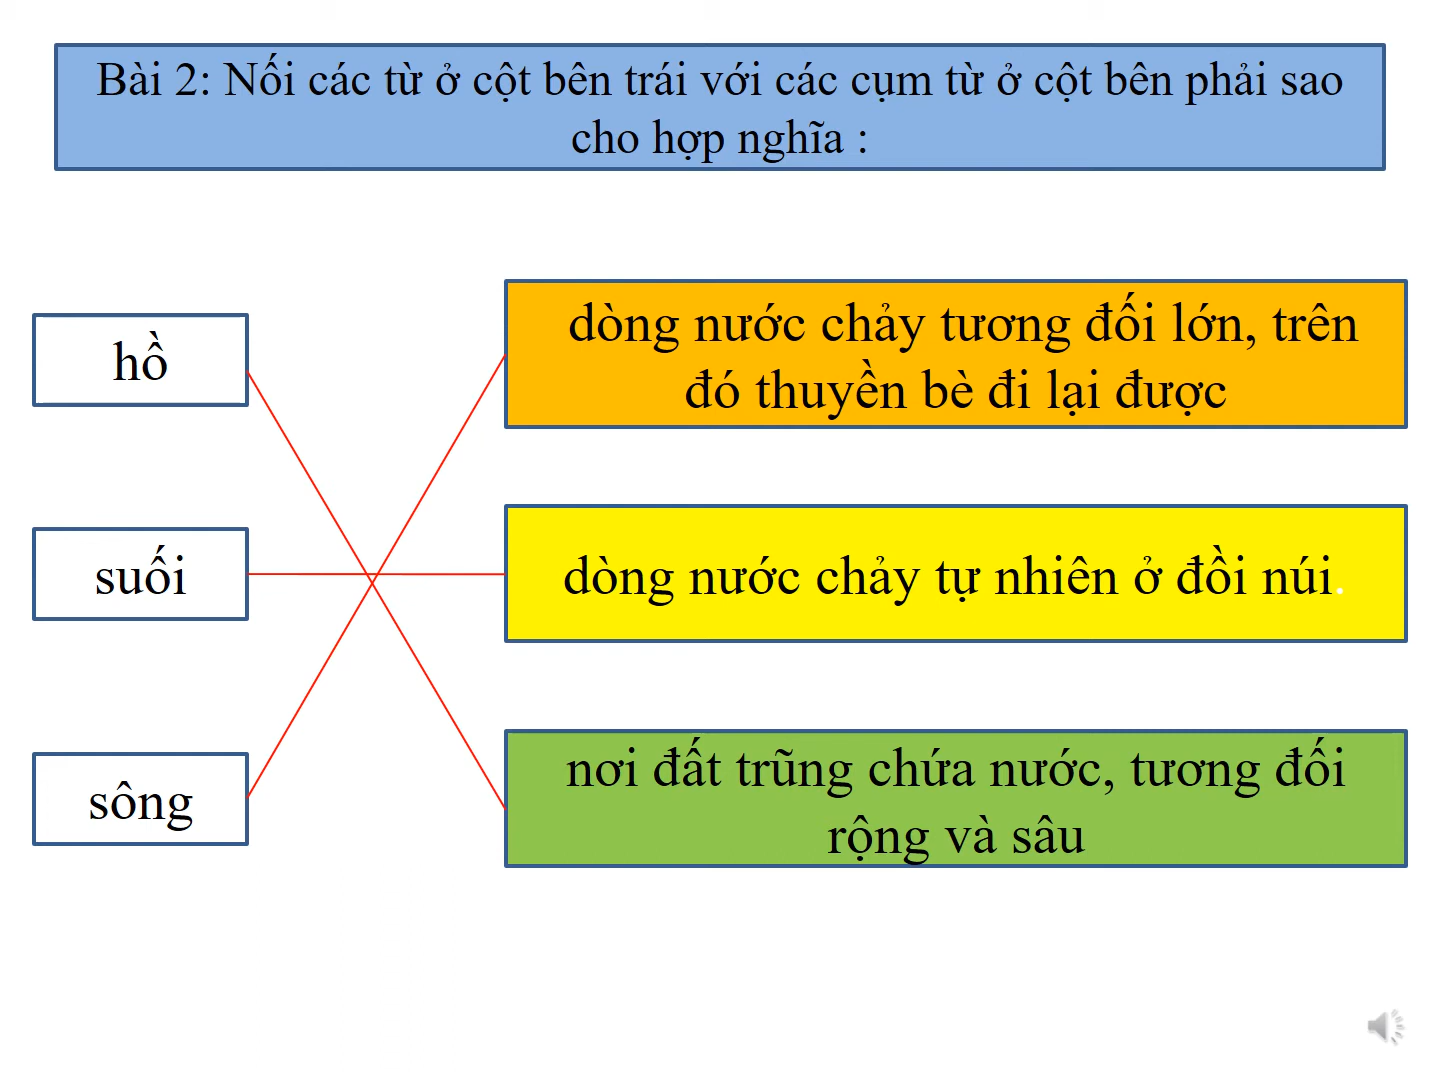 Bài 2: Nối các từ ở cột bên trái với các cụm từ ở cột bên phải sao
cho hợp nghĩa :
hồ
dòng nước chảy tương đối lớn, trên
đó thuyền bè đi lại được
suối
dòng nước chảy tự nhiên ở đồi núi.
sông
nơi đất trũng chứa nước, tương đối
rộng và sâu